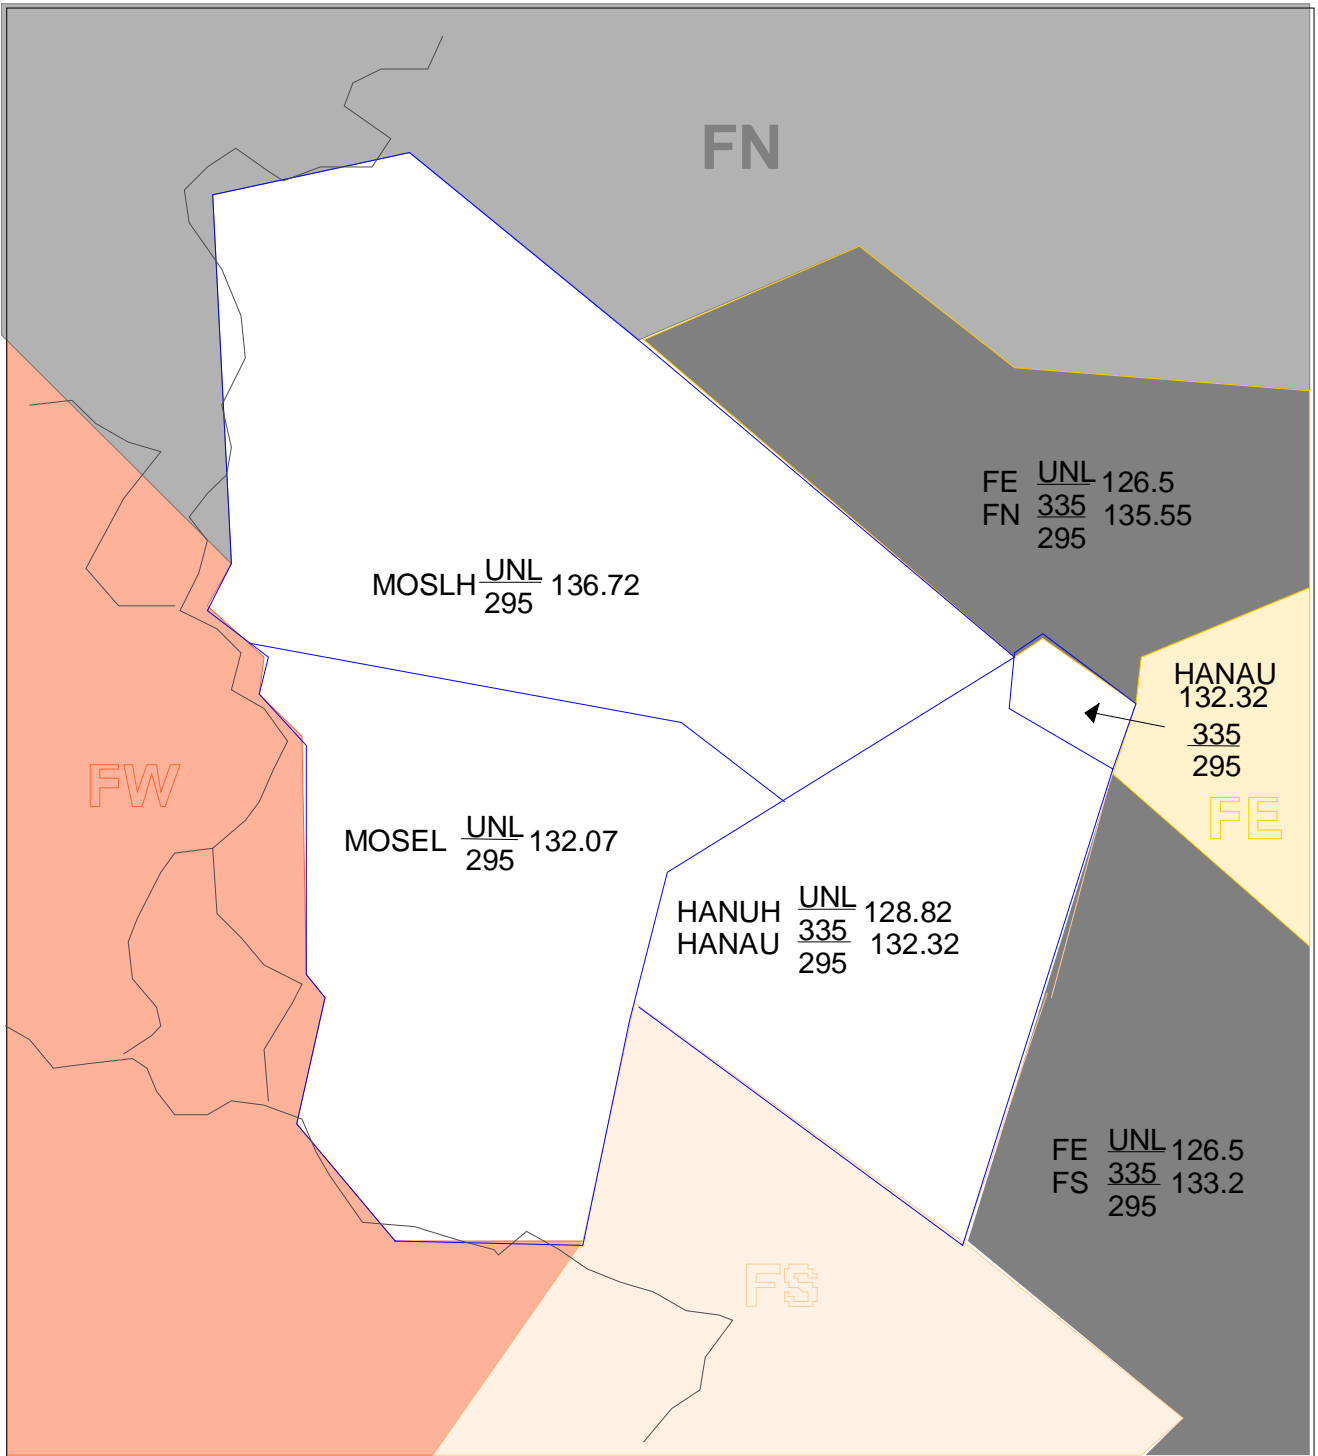 FN
FE UNL 126.5
FN 335 135.55
295
MOSLH UNL 136.72
295
HANAU
132.32
335
295
FW
FE
MOSEL UNL 132.07
295
HANUH UNL 128.82
HANAU 335 132.32
295
FE UNL 126.5
FS 335 133.2
295
FS